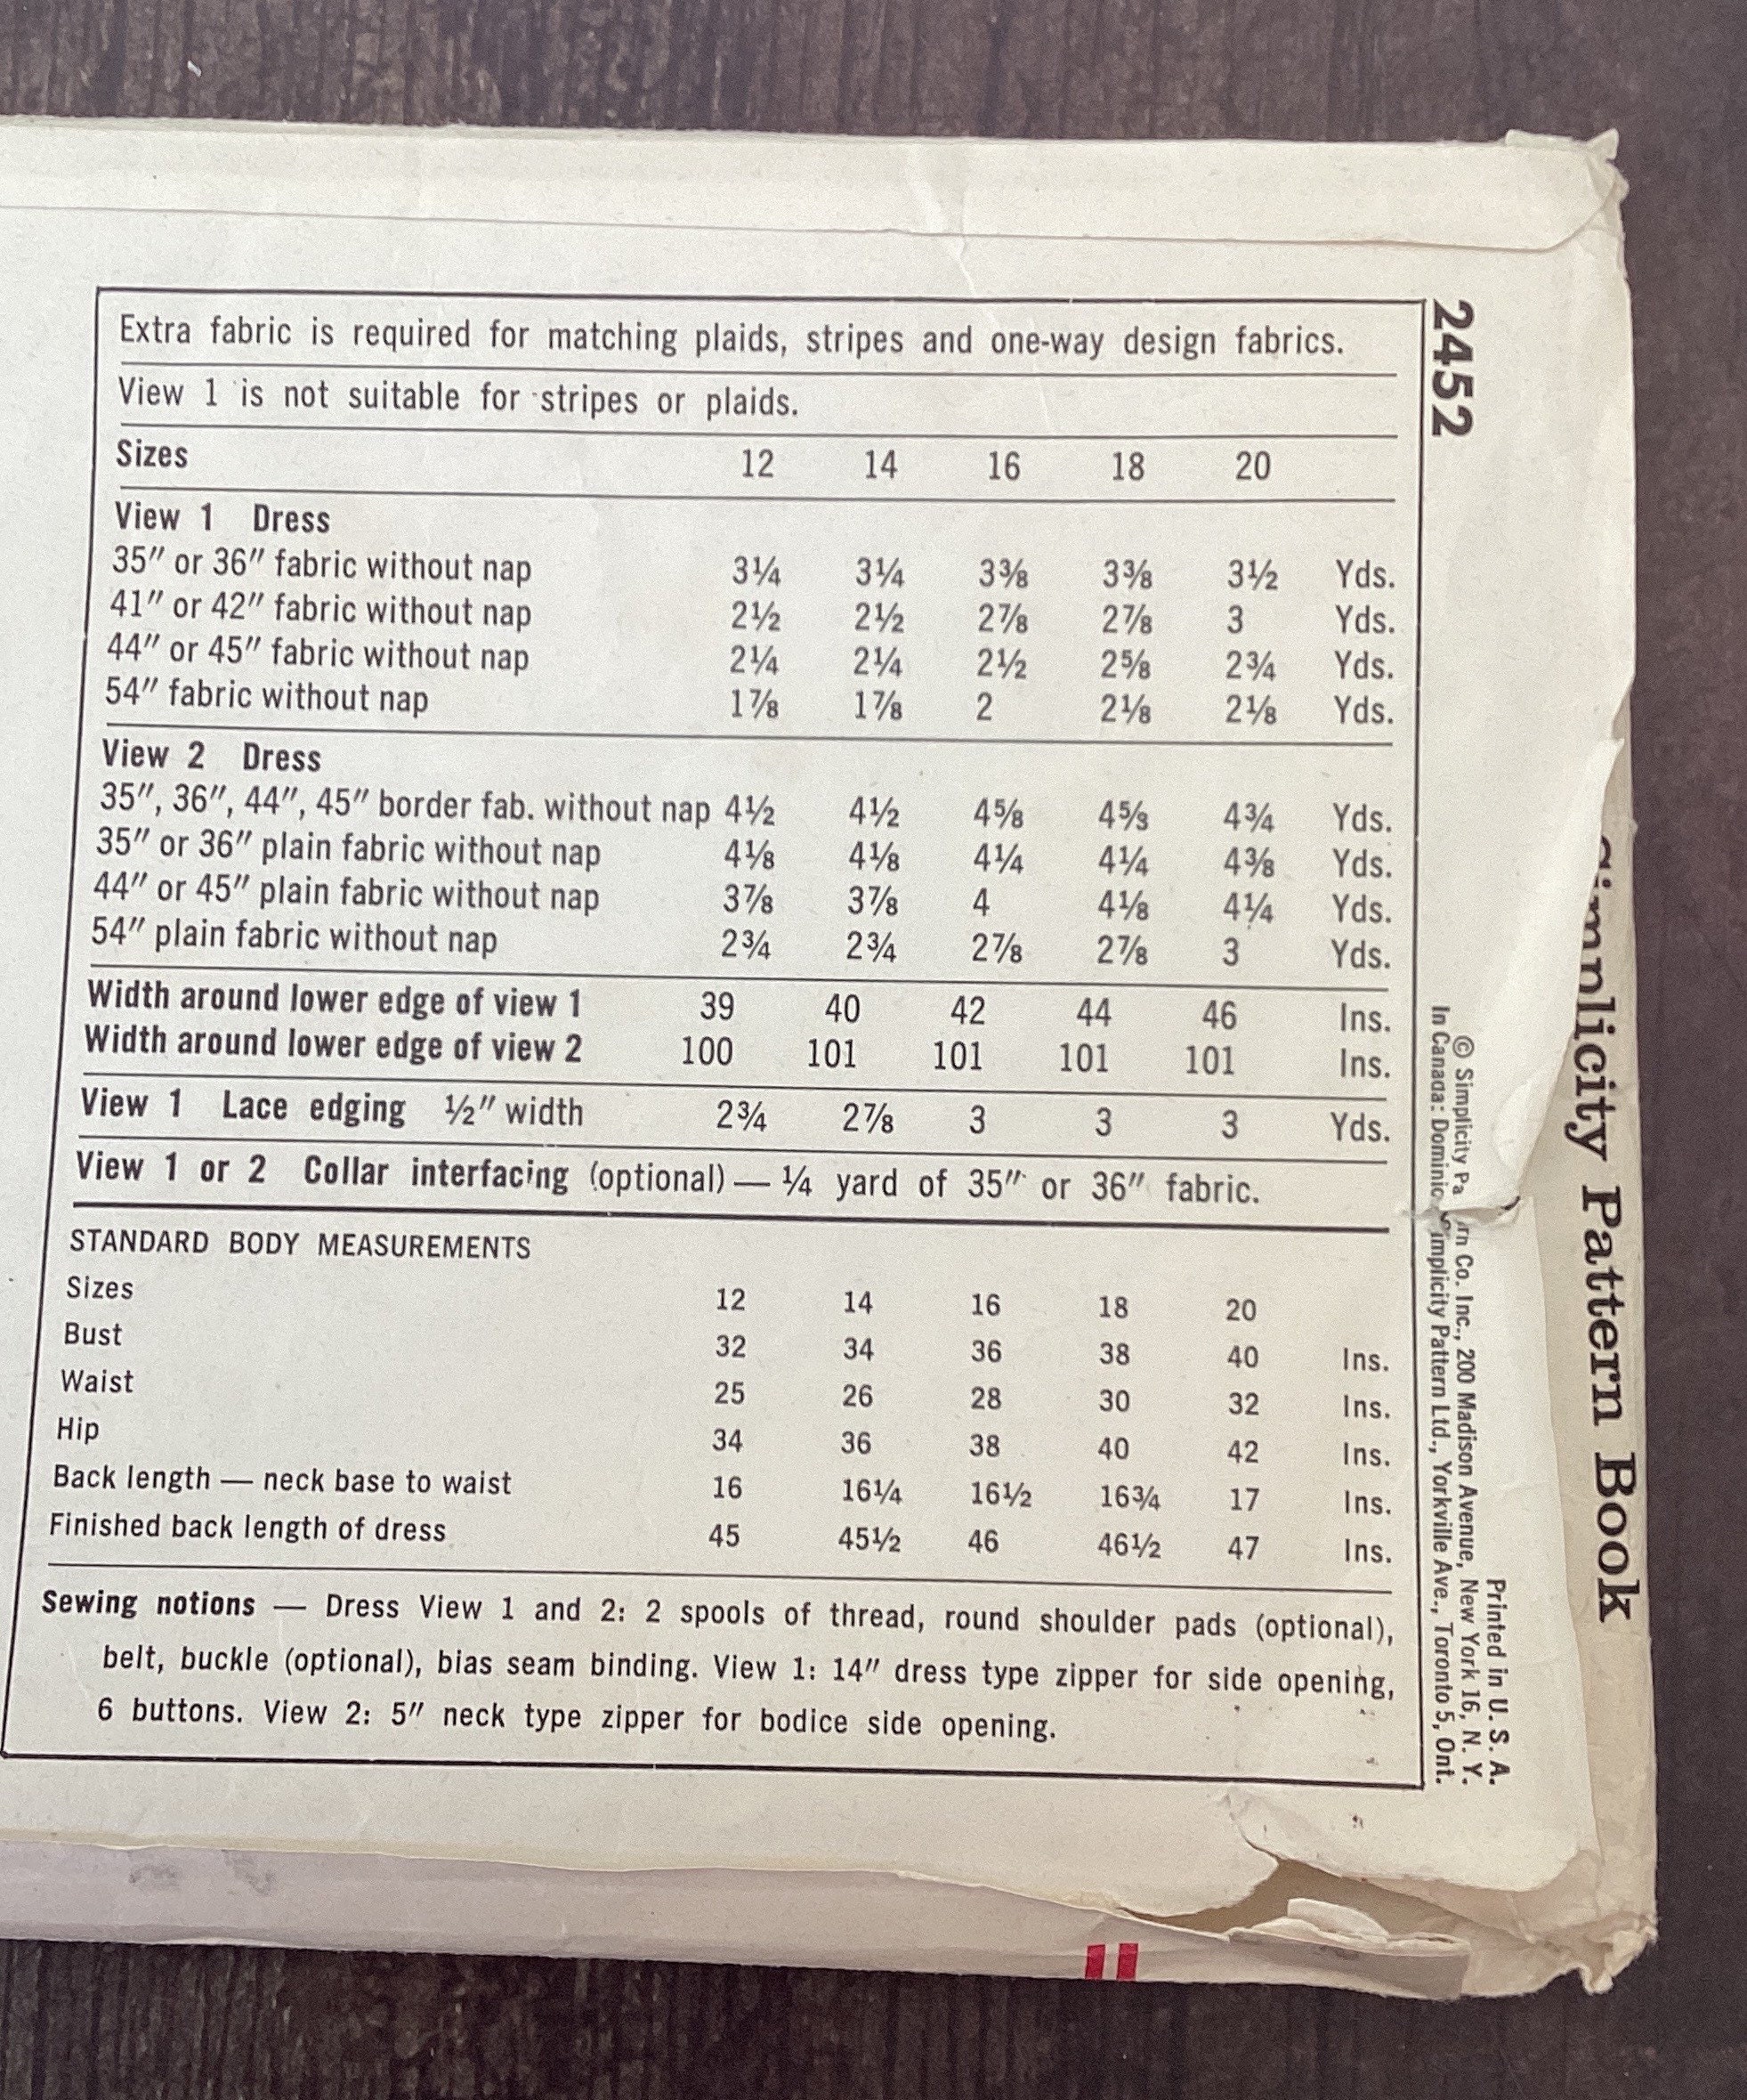 Extra fabric is required for matching plaids, stripes and one-way design fabrics.
View 1 is not suitable for stripes or plaids.
Sizes 12 14 16 18 20
View 1 Dress
35" or 36" fabric without nap 3¼ 3¼ 3⅜ 3⅜ 3½ Yds.
41" or 42" fabric without nap 2½ 2½ 2⅞ 2⅞ 3 Yds.
44" or 45" fabric without nap 2¼ 2¼ 2½ 2⅝ 2¾ Yds.
54" fabric without nap 1⅞ 1⅞ 2 2⅛ 2⅛ Yds.
View 2 Dress
35", 36", 44", 45" border fab. without nap 4½ 4½ 4⅝ 4⅝ 4¾ Yds.
35" or 36" plain fabric without nap 4⅛ 4⅛ 4¼ 4¼ 4⅜ Yds.
44" or 45" plain fabric without nap 3⅞ 3⅞ 4 4⅛ 4¼ Yds.
54" plain fabric without nap 2¾ 2¾ 2⅞ 2⅞ 3 Yds.
Width around lower edge of view 1 39 40 42 44 46 Ins.
Width around lower edge of view 2 100 101 101 101 101 Ins.
View 1 Lace edging ½" width 2¾ 2⅞ 3 3 3 Yds.
View 1 or 2 Collar interfacing (optional) — ¼ yard of 35" or 36" fabric.
STANDARD BODY MEASUREMENTS
Sizes 12 14 16 18 20
Bust 32 34 36 38 40 Ins.
Waist 25 26 28 30 32 Ins.
Hip 34 36 38 40 42 Ins.
Back length — neck base to waist 16 16¼ 16½ 16¾ 17 Ins.
Finished back length of dress 45 45½ 46 46½ 47 Ins.
Sewing notions — Dress View 1 and 2: 2 spools of thread, round shoulder pads (optional),
belt, buckle (optional), bias seam binding. View 1: 14" dress type zipper for side opening,
6 buttons. View 2: 5" neck type zipper for bodice side opening.
2452
Printed in U. S. A.
© Simplicity Pa rn Co. Inc., 200 Madison Avenue, New York 16, N. Y.
In Canada: Dominic Simplicity Pattern Ltd., Yorkville Ave., Toronto 5, Ont.
Simplicity Pattern Book